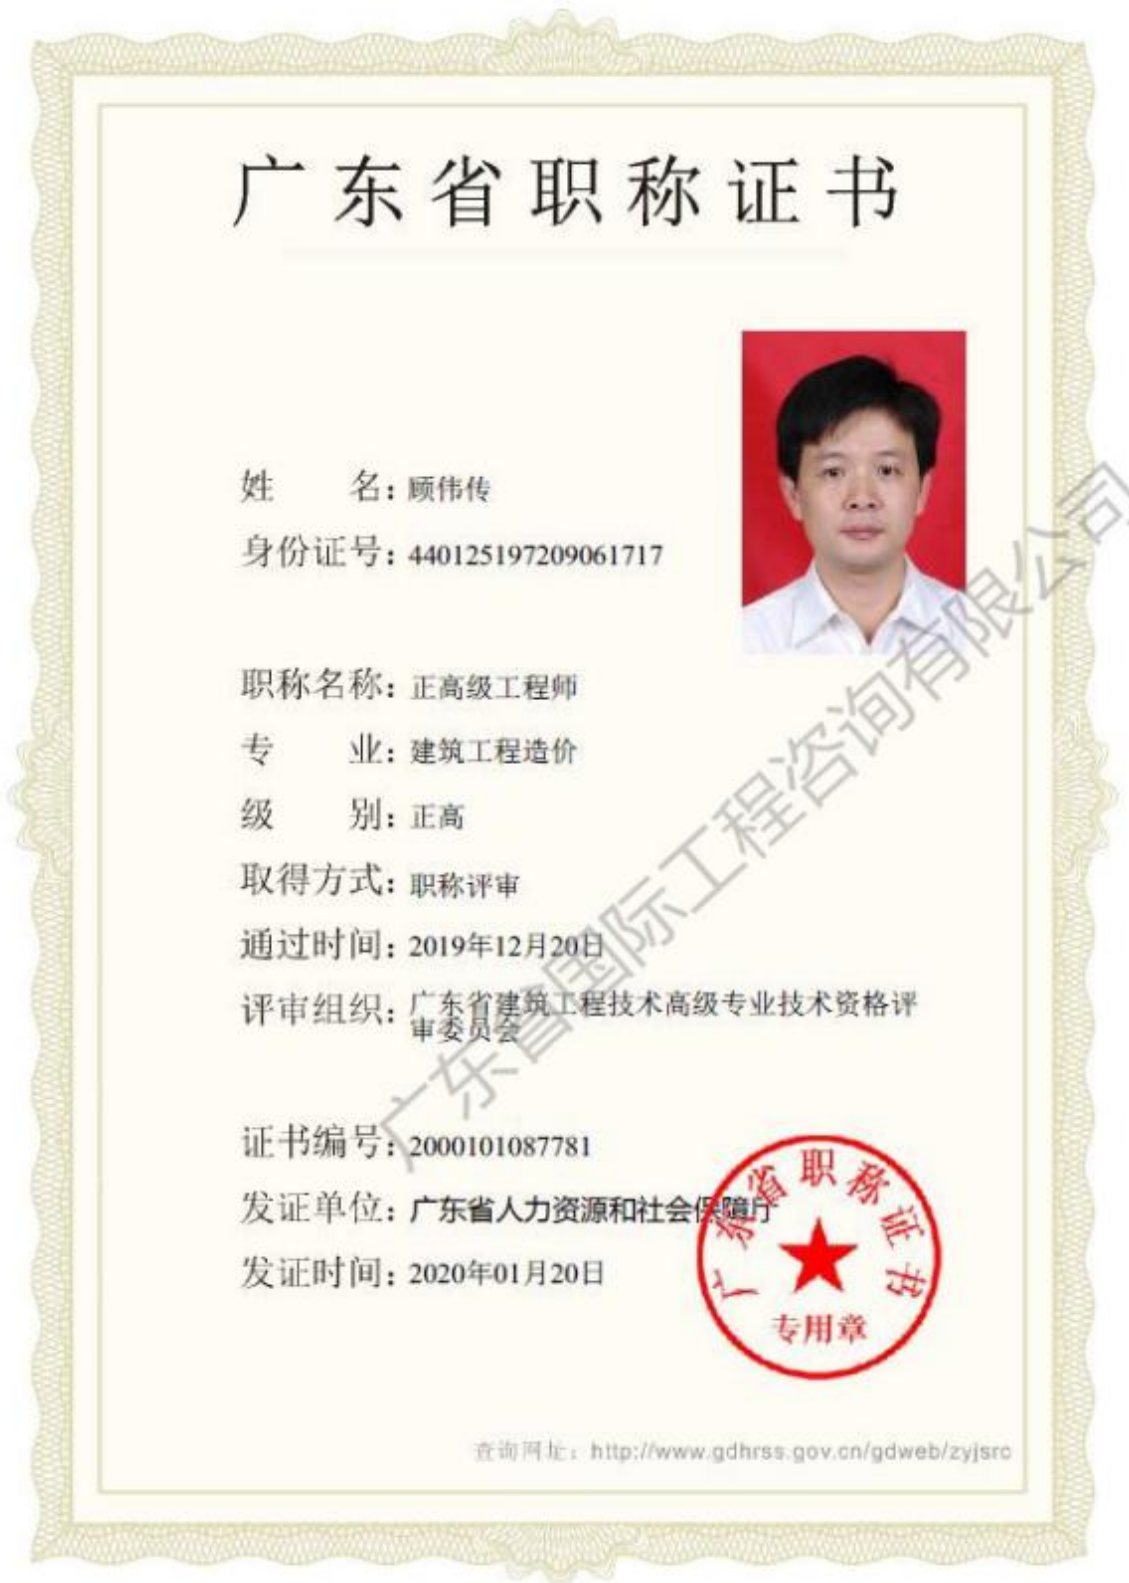 广东省职称证书
姓 名：顾伟传
身份证号：440125197209061717
职称名称：正高级工程师
专 业：建筑工程造价
级 别：正高
取得方式：职称评审
通过时间：2019年12月20日
评审组织：广东省建筑工程技术高级专业技术资格评
审委员会
证书编号：2000101087781
发证单位：广东省人力资源和社会保障厅
发证时间：2020年01月20日
广东省职称证书
专用章
查询网址：http://www.gdhrss.gov.cn/gdweb/zyjsrc
广东省国际工程咨询有限公司